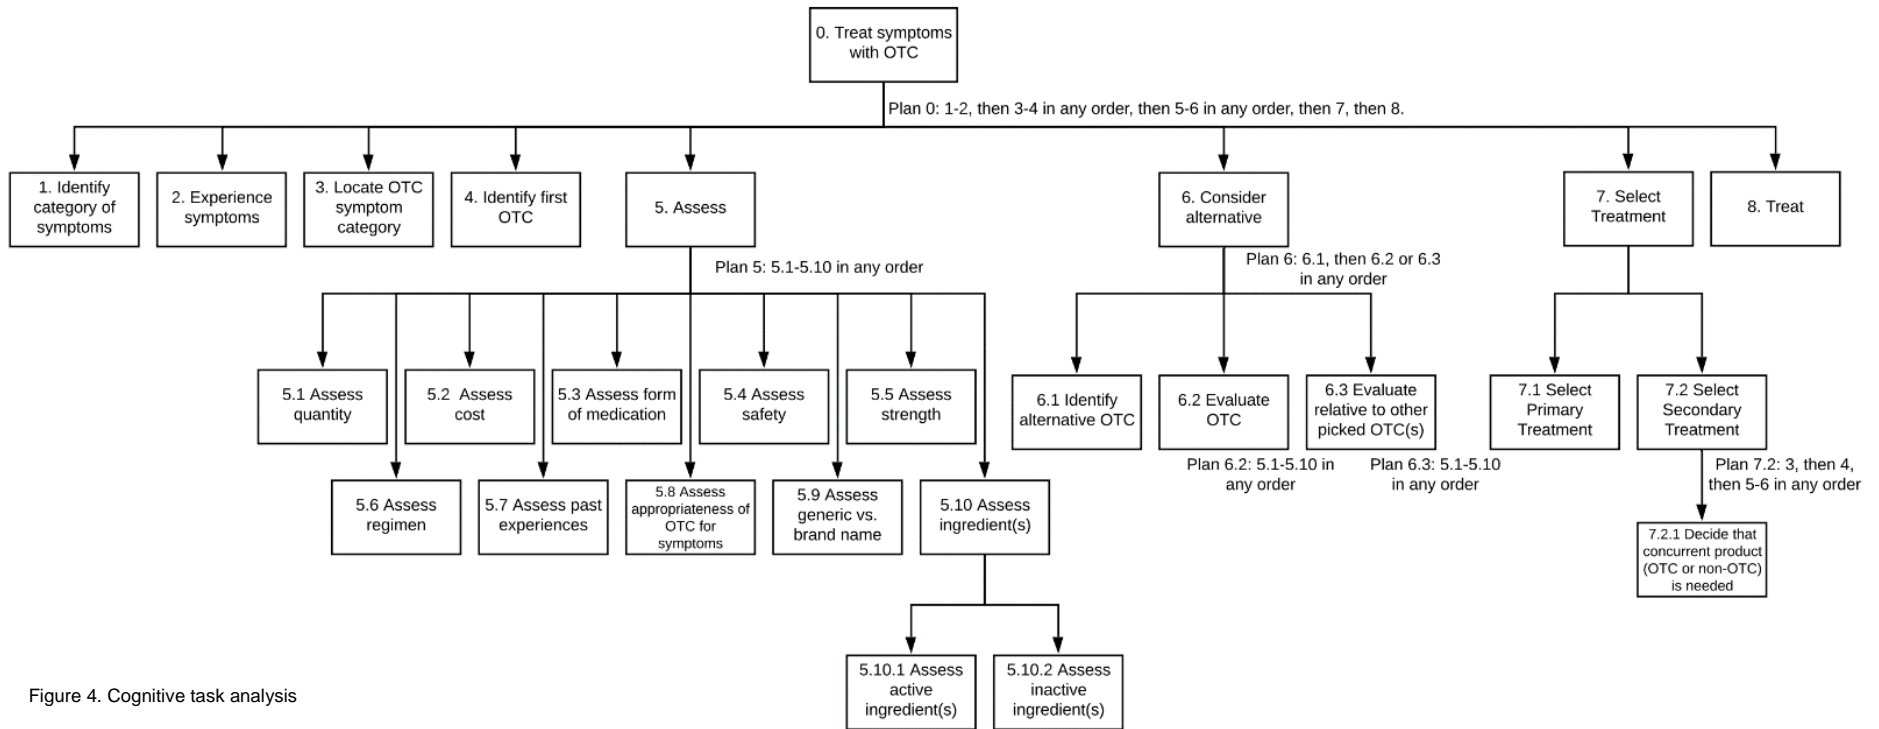 0. Treat symptoms
with OTC
Plan 0: 1-2, then 3-4 in any order, then 5-6 in any order, then 7, then 8.
1. Identify
category of
symptoms
2. Experience
symptoms
3. Locate OTC
symptom
category
4. Identify first
OTC
5. Assess
6. Consider
alternative
7. Select
Treatment
8. Treat
Plan 5: 5.1-5.10 in any order
Plan 6: 6.1, then 6.2 or 6.3
in any order
5.1 Assess
quantity
5.2 Assess
cost
5.3 Assess form
of medication
5.4 Assess
safety
5.5 Assess
strength
6.1 Identify
alternative OTC
6.2 Evaluate
OTC
6.3 Evaluate
relative to other
picked OTC(s)
7.1 Select
Primary
Treatment
7.2 Select
Secondary
Treatment
Plan 6.2: 5.1-5.10 in
any order
Plan 6.3: 5.1-5.10
in any order
Plan 7.2: 3, then 4,
then 5-6 in any order
5.6 Assess
regimen
5.7 Assess past
experiences
5.8 Assess
appropriateness of
OTC for
symptoms
5.9 Assess
generic vs.
brand name
5.10 Assess
ingredient(s)
7.2.1 Decide that
concurrent product
(OTC or non-OTC)
is needed
5.10.1 Assess
active
ingredient(s)
5.10.2 Assess
inactive
ingredient(s)
Figure 4. Cognitive task analysis